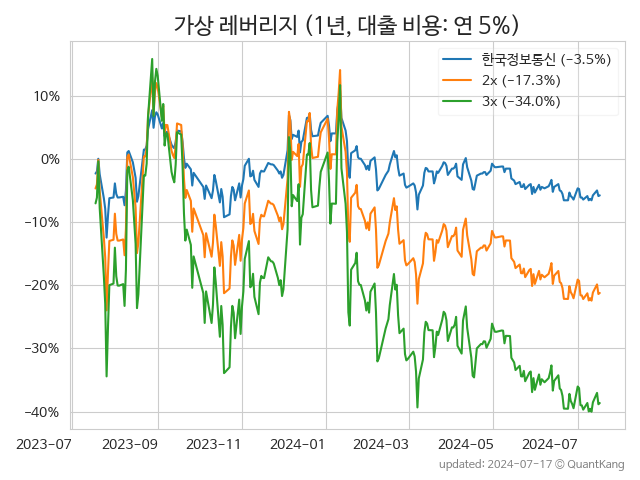 가상 레버리지 (1년, 대출 비용: 연 5%)
한국정보통신 (−3.5%)
2x (−17.3%)
3x (−34.0%)
10%
0%
−10%
−20%
−30%
−40%
2023-07 2023-09 2023-11 2024-01 2024-03 2024-05 2024-07
updated: 2024-07-17 © QuantKang